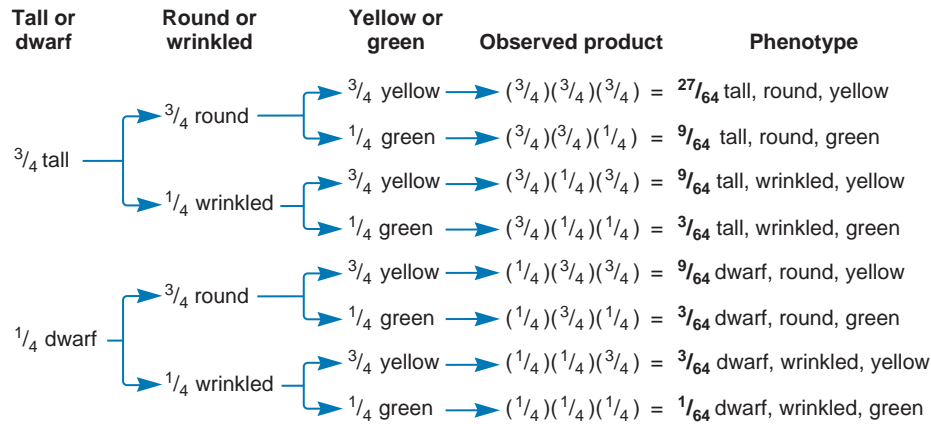 Tall or dwarf Round or wrinkled Yellow or green Observed product Phenotype
3/4 yellow (3/4)(3/4)(3/4) = 27/64 tall, round, yellow
3/4 round
1/4 green (3/4)(3/4)(1/4) = 9/64 tall, round, green
3/4 tall
3/4 yellow (3/4)(1/4)(3/4) = 9/64 tall, wrinkled, yellow
1/4 wrinkled
1/4 green (3/4)(1/4)(1/4) = 3/64 tall, wrinkled, green
3/4 yellow (1/4)(3/4)(3/4) = 9/64 dwarf, round, yellow
3/4 round
1/4 green (1/4)(3/4)(1/4) = 3/64 dwarf, round, green
1/4 dwarf
3/4 yellow (1/4)(1/4)(3/4) = 3/64 dwarf, wrinkled, yellow
1/4 wrinkled
1/4 green (1/4)(1/4)(1/4) = 1/64 dwarf, wrinkled, green